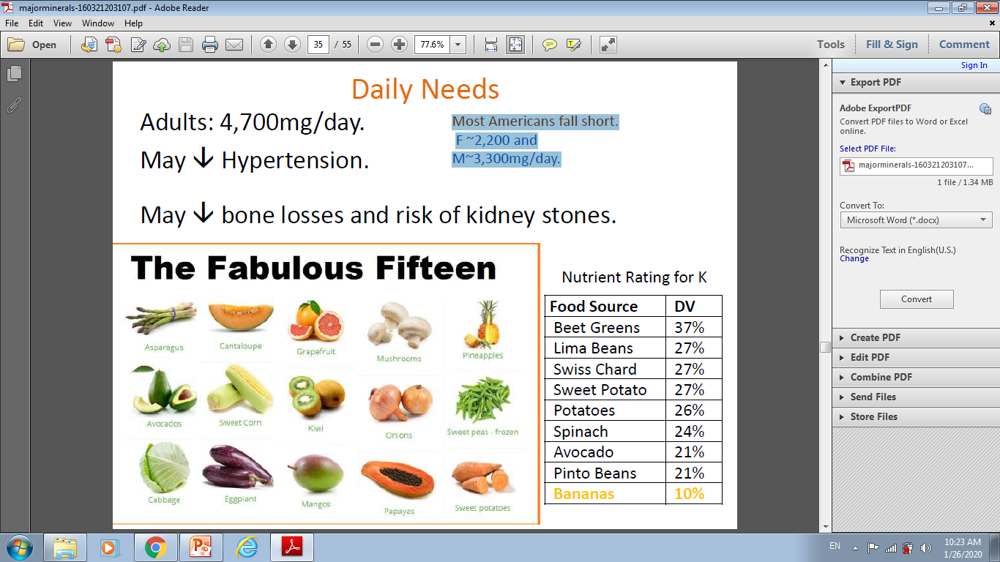 majorminerals-160321203107.pdf - Adobe Reader
File Edit View Window Help
Open 35 / 55 77.6% Tools Fill & Sign Comment
Sign In
Daily Needs
Adults: 4,700mg/day.
May ↓ Hypertension.
Most Americans fall short.
F ~2,200 and
M~3,300mg/day.
May ↓ bone losses and risk of kidney stones.
The Fabulous Fifteen
Asparagus Cantaloupe Grapefruit Mushrooms Pineapples
Avocados Sweet Corn Kiwi Onions Sweet peas - frozen
Cabbage Eggplant Mangos Papayas Sweet potatoes
Nutrient Rating for K
Food Source DV
Beet Greens 37%
Lima Beans 27%
Swiss Chard 27%
Sweet Potato 27%
Potatoes 26%
Spinach 24%
Avocado 21%
Pinto Beans 21%
Bananas 10%
Export PDF
Adobe ExportPDF
Convert PDF files to Word or Excel
online.
Select PDF File:
majorminerals-160321203107...
1 file / 1.34 MB
Convert To:
Microsoft Word (*.docx)
Recognize Text in English(U.S.)
Change
Convert
Create PDF
Edit PDF
Combine PDF
Send Files
Store Files
EN
10:23 AM
1/26/2020